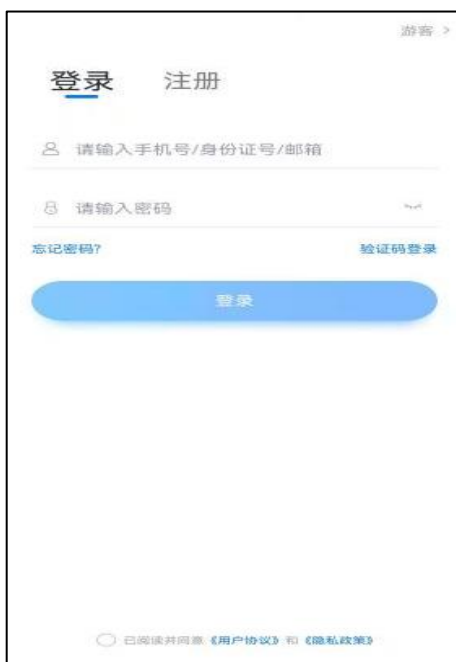 游客 >
登录 注册
请输入手机号/身份证号/邮箱
请输入密码
忘记密码? 验证码登录
登录
已阅读并同意《用户协议》和《隐私政策》